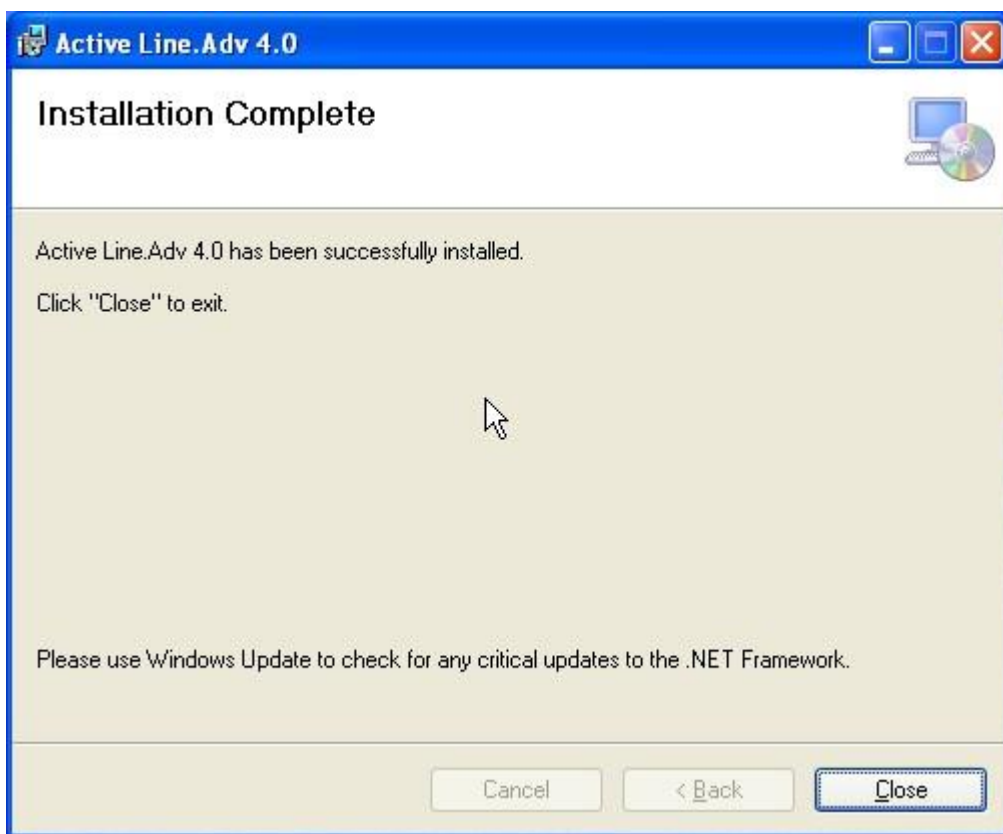 Active Line.Adv 4.0
Installation Complete
Active Line.Adv 4.0 has been successfully installed.
Click "Close" to exit.
Please use Windows Update to check for any critical updates to the .NET Framework.
Cancel < Back Close